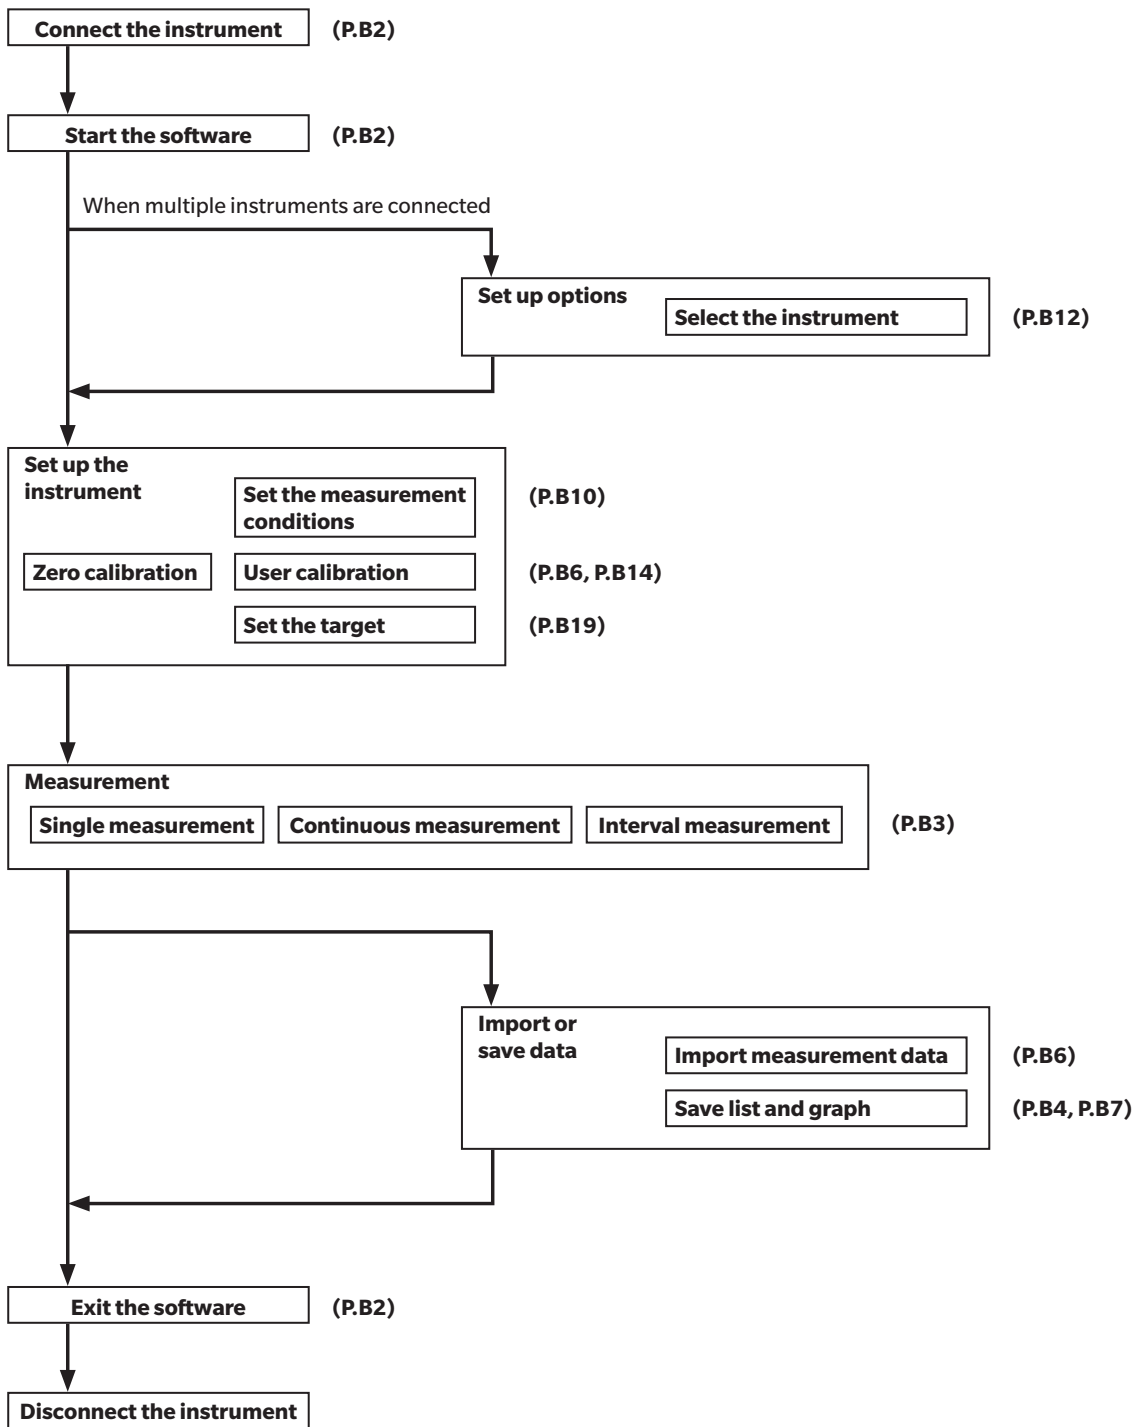 Connect the instrument (P.B2)
Start the software (P.B2)
When multiple instruments are connected
Set up options
Select the instrument (P.B12)
Set up the
instrument
Set the measurement
conditions
(P.B10)
Zero calibration User calibration (P.B6, P.B14)
Set the target (P.B19)
Measurement
Single measurement Continuous measurement Interval measurement (P.B3)
Import or
save data
Import measurement data (P.B6)
Save list and graph (P.B4, P.B7)
Exit the software (P.B2)
Disconnect the instrument